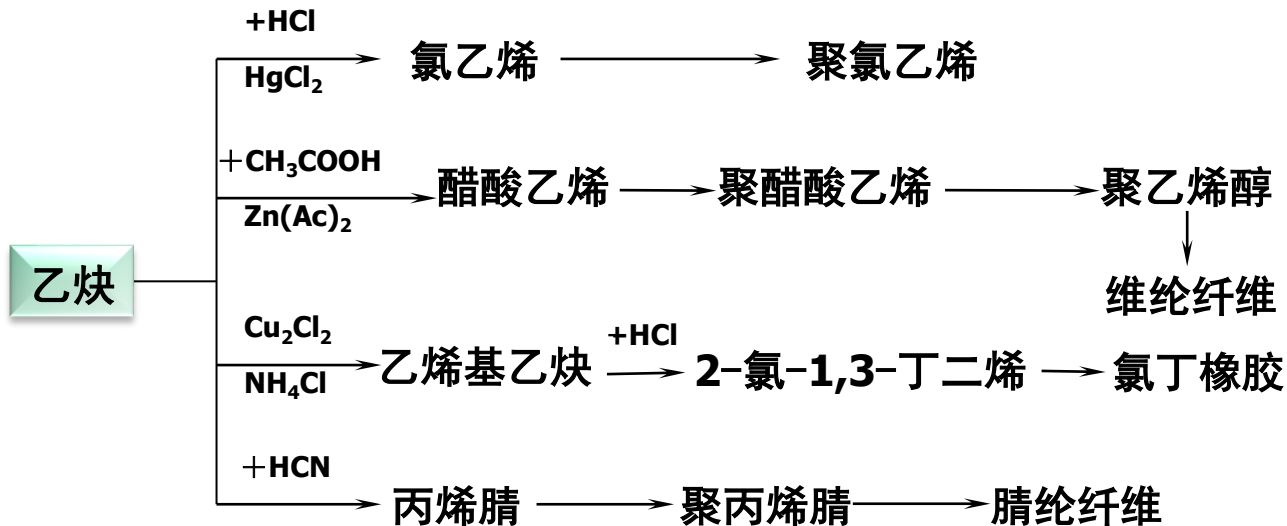 +HCl
HgCl₂
氯乙烯
聚氯乙烯
+CH₃COOH
Zn(Ac)₂
醋酸乙烯
聚醋酸乙烯
聚乙烯醇
维纶纤维
乙炔
Cu₂Cl₂
NH₄Cl
乙烯基乙炔
+HCl
2-氯-1,3-丁二烯
氯丁橡胶
+HCN
丙烯腈
聚丙烯腈
腈纶纤维